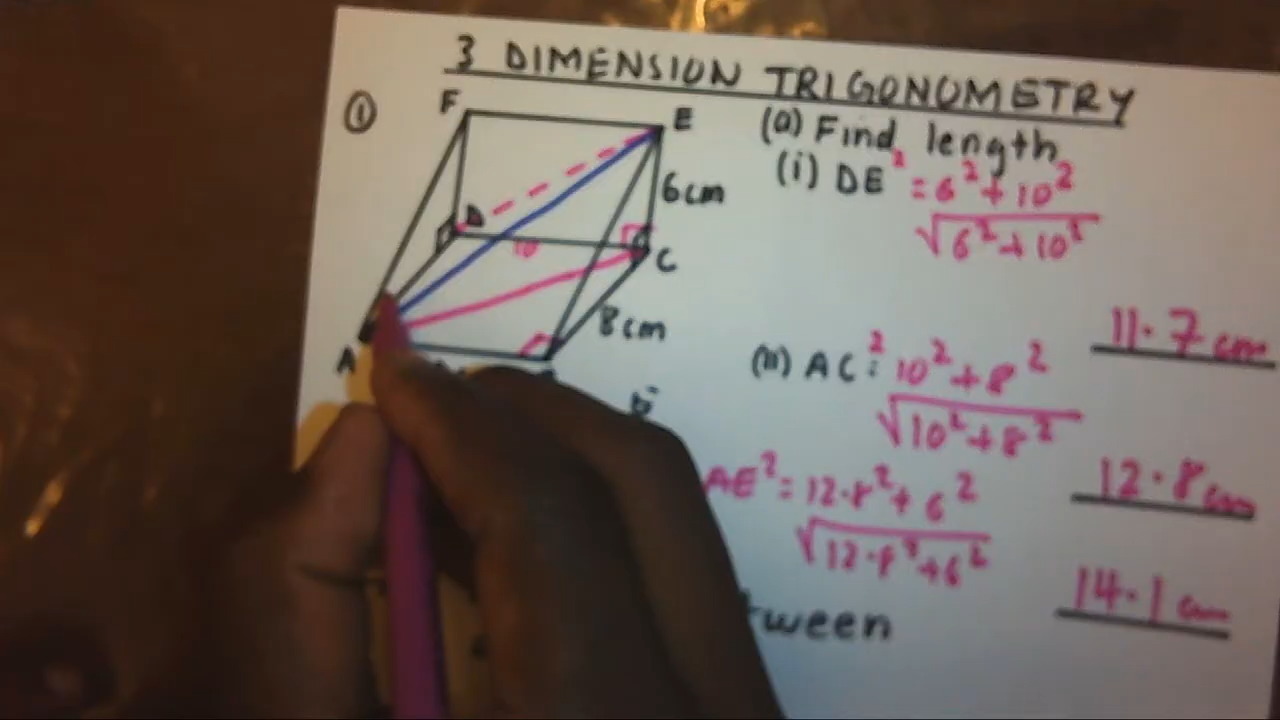 3 DIMENSION TRIGONOMETRY
①
F
E
(a) Find length
(i) DE² = 6² + 10²
√6² + 10²
6cm
D
10
C
8cm
A
11.7cm
(ii) AC² = 10² + 8²
√10² + 8²
12.8cm
AE² = 12.8² + 6²
√12.8² + 6²
14.1cm